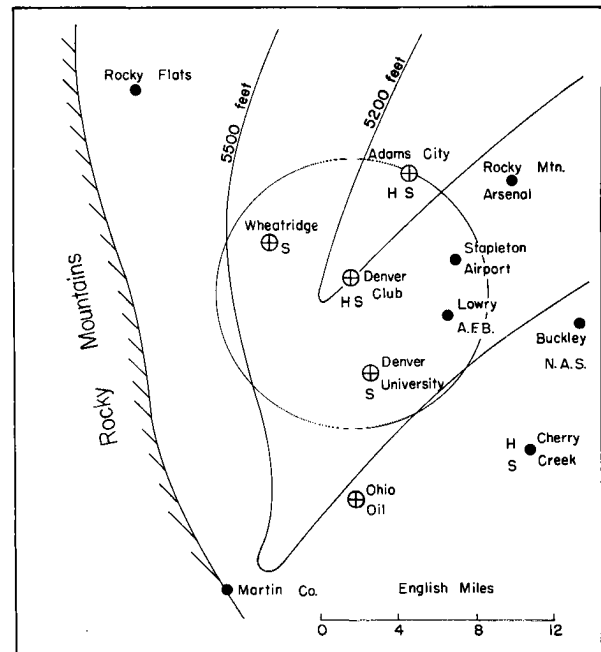 Rocky Flats
5500 feet
5200 feet
Adams City
H S
Rocky Mtn.
Arsenal
Wheatridge
S
Stapleton
Airport
Denver
Club
H S
Lowry
A.F.B.
Buckley
N.A.S.
Denver
University
S
H
S
Cherry
Creek
Ohio
Oil
Rocky Mountains
Martin Co.
English Miles
0 4 8 12